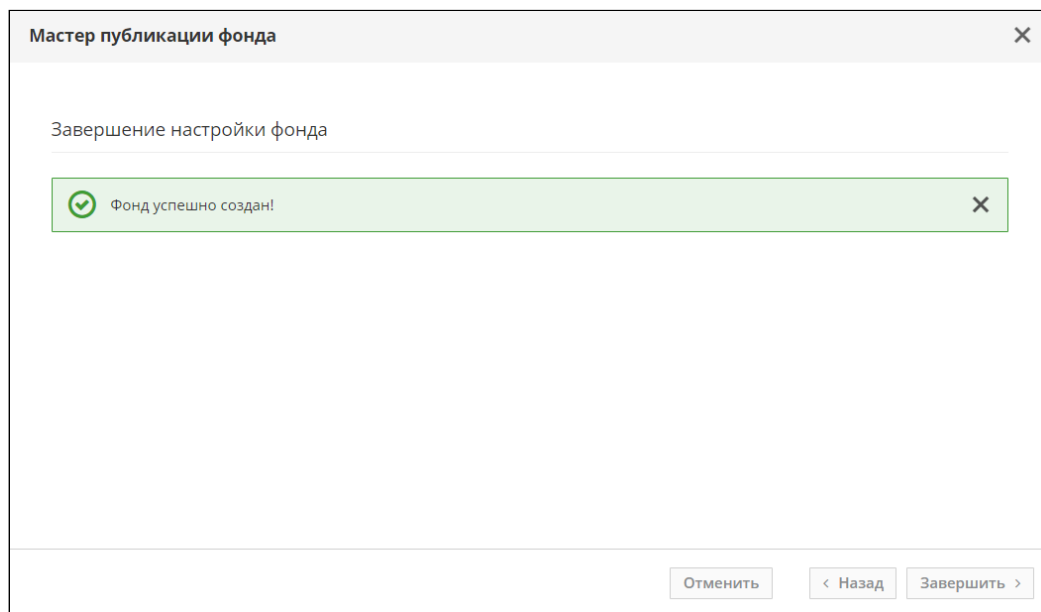 Мастер публикации фонда
Завершение настройки фонда
Фонд успешно создан!
Отменить
Назад
Завершить